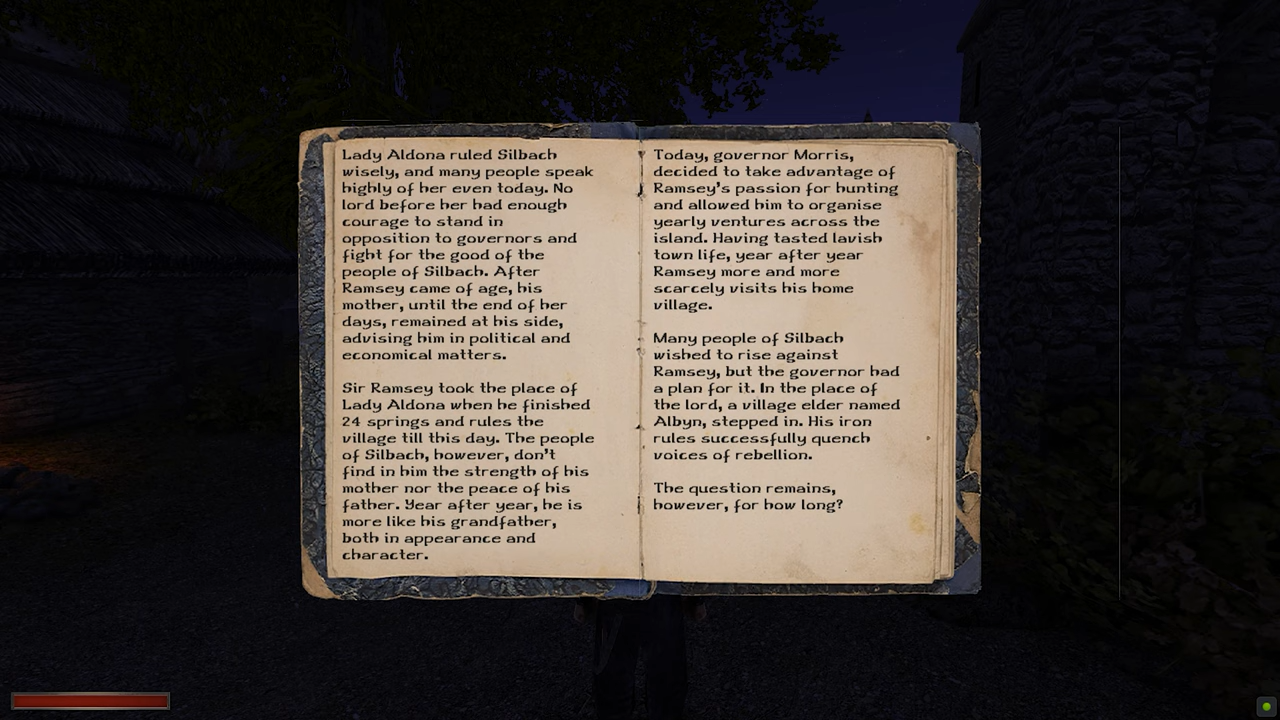 Lady Aldona ruled Silbach
wisely, and many people speak
highly of her even today. No
lord before her had enough
courage to stand in
opposition to governors and
fight for the good of the
people of Silbach. After
Ramsey came of age, his
mother, until the end of her
days, remained at his side,
advising him in political and
economical matters.
Sir Ramsey took the place of
Lady Aldona when he finished
24 springs and rules the
village till this day. The people
of Silbach, however, don't
find in him the strength of his
mother nor the peace of his
father. Year after year, he is
more like his grandfather,
both in appearance and
character.
Today, governor Morris,
decided to take advantage of
Ramsey's passion for hunting
and allowed him to organise
yearly ventures across the
island. Having tasted lavish
town life, year after year
Ramsey more and more
scarcely visits his home
village.
Many people of Silbach
wished to rise against
Ramsey, but the governor had
a plan for it. In the place of
the lord, a village elder named
Albyn, stepped in. His iron
rules successfully quench
voices of rebellion.
The question remains,
however, for how long?